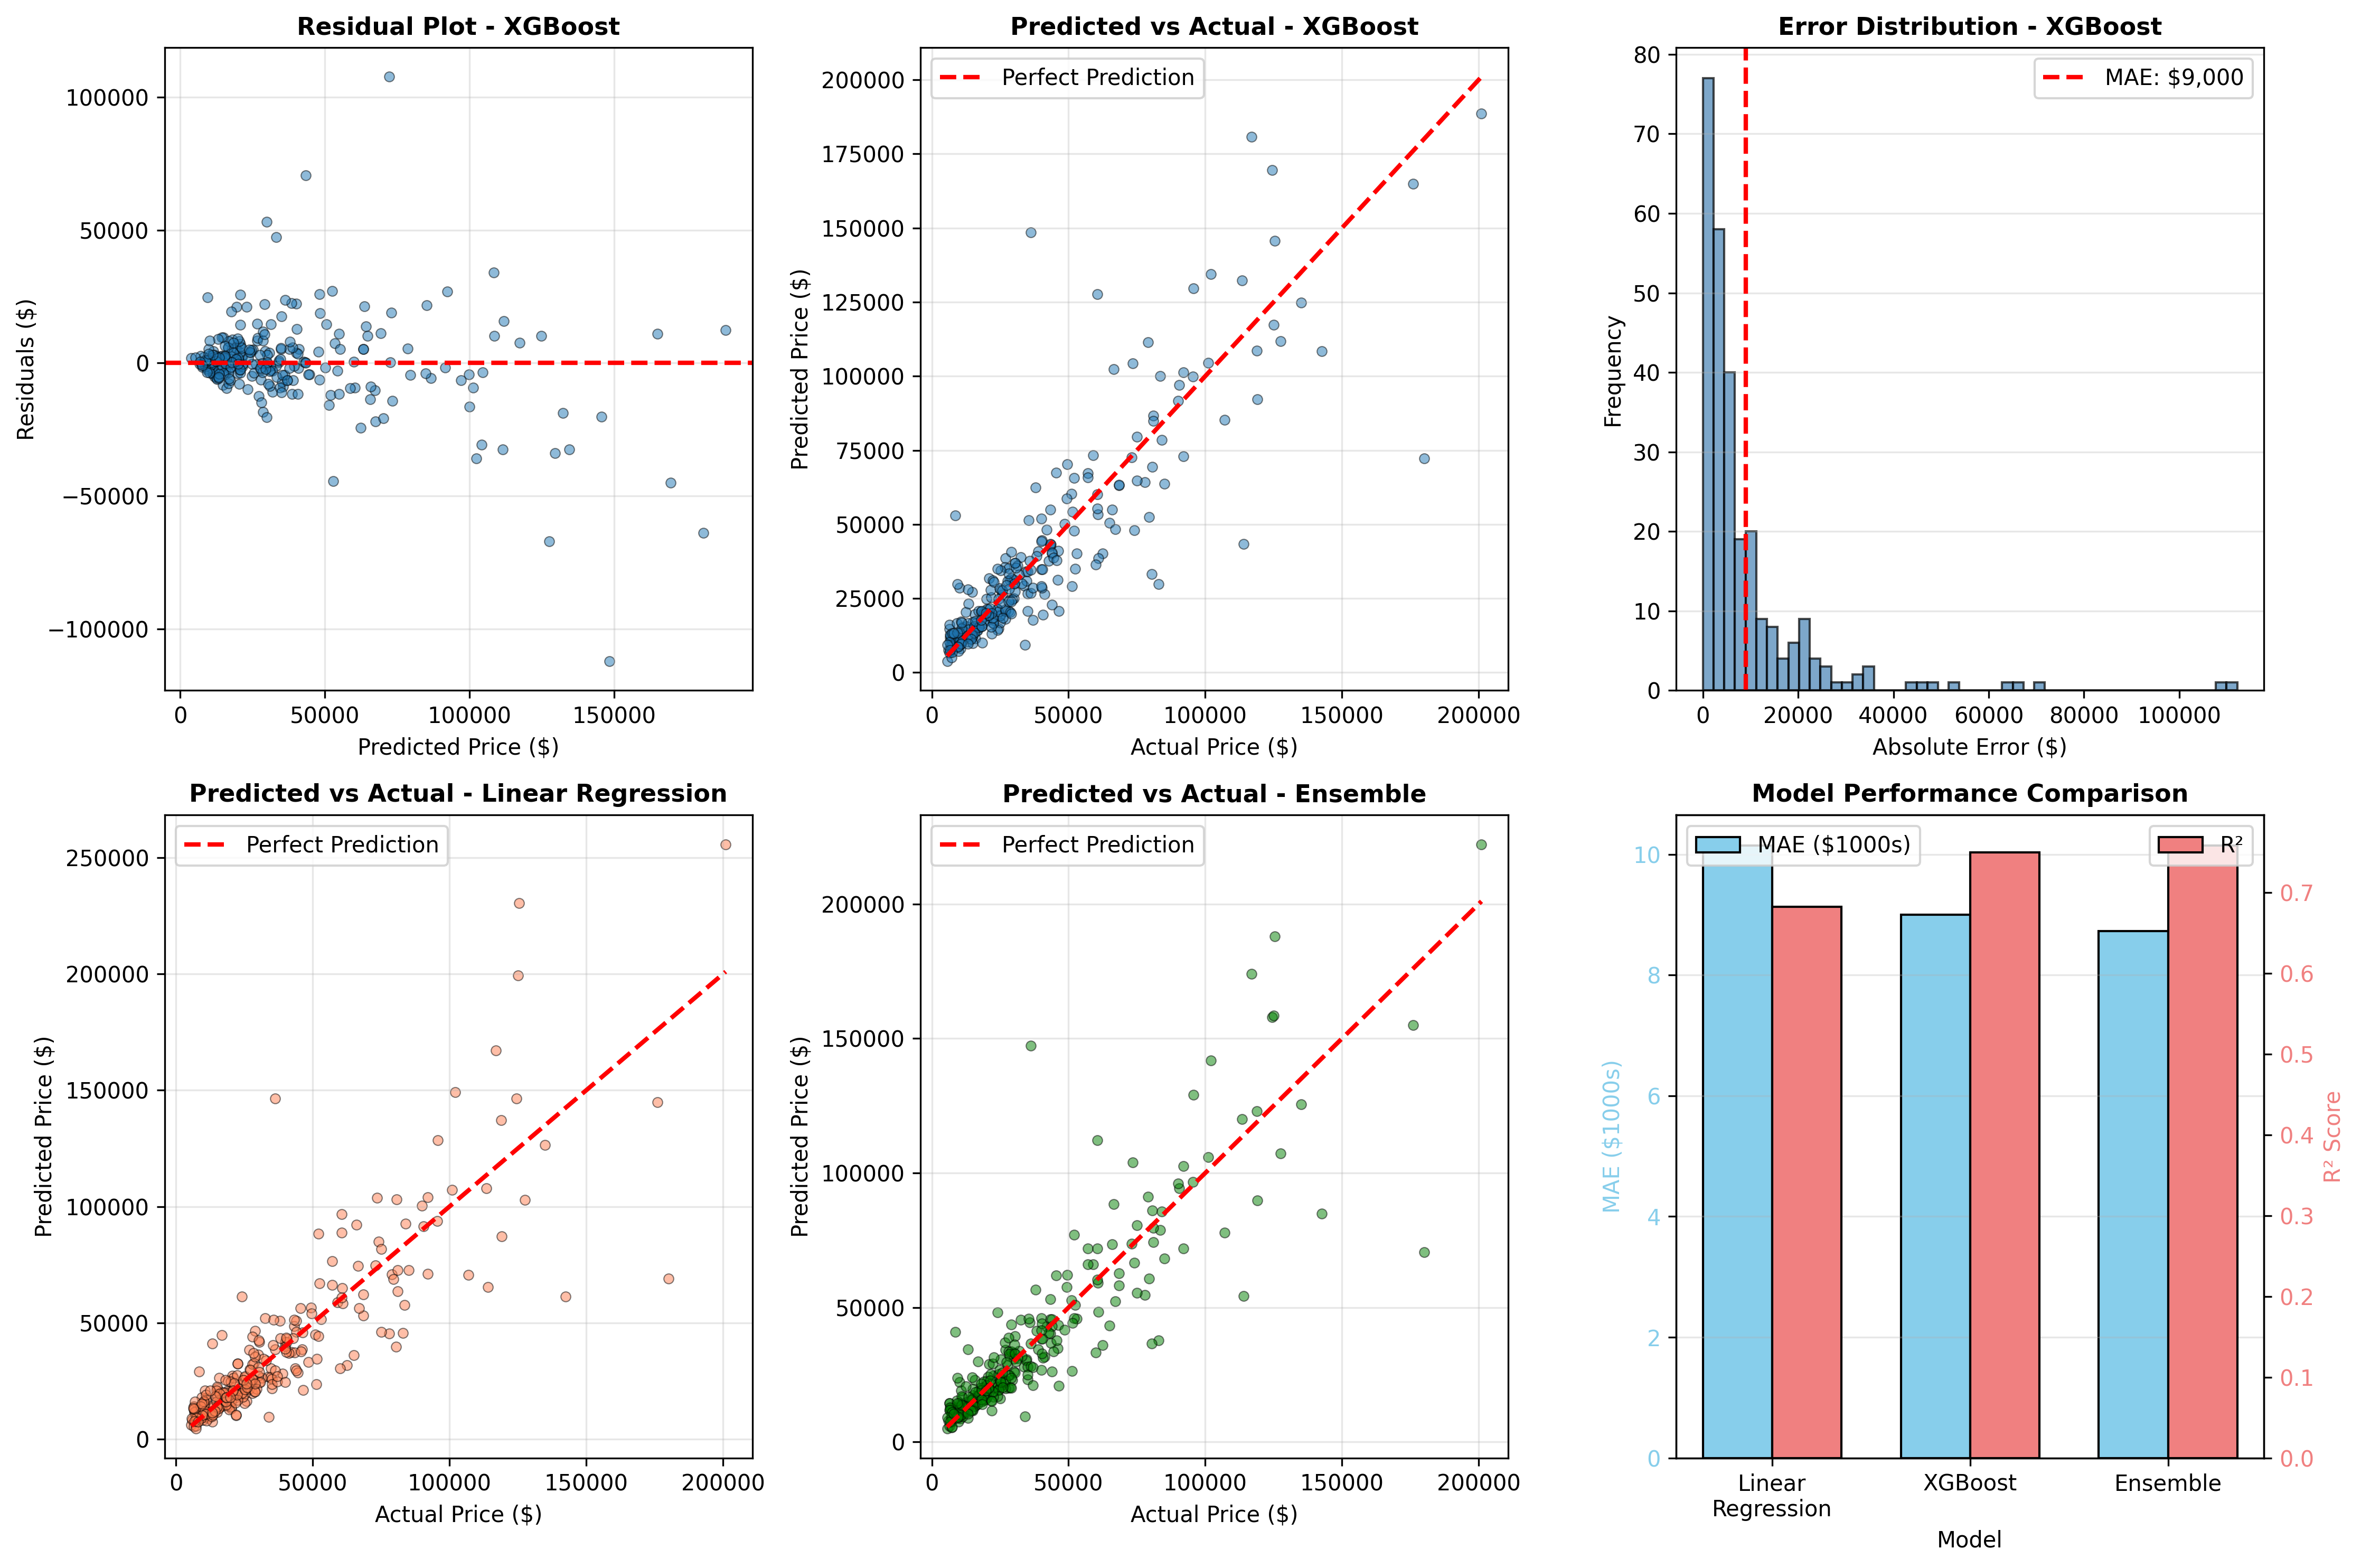 Residual Plot - XGBoost
100000
50000
0
−50000
−100000
Residuals ($)
0 50000 100000 150000
Predicted Price ($)
Predicted vs Actual - XGBoost
Perfect Prediction
200000
175000
150000
125000
100000
75000
50000
25000
0
Predicted Price ($)
0 50000 100000 150000 200000
Actual Price ($)
Error Distribution - XGBoost
MAE: $9,000
80
70
60
50
40
30
20
10
0
Frequency
0 20000 40000 60000 80000 100000
Absolute Error ($)
Predicted vs Actual - Linear Regression
Perfect Prediction
250000
200000
150000
100000
50000
0
Predicted Price ($)
0 50000 100000 150000 200000
Actual Price ($)
Predicted vs Actual - Ensemble
Perfect Prediction
200000
150000
100000
50000
0
Predicted Price ($)
0 50000 100000 150000 200000
Actual Price ($)
Model Performance Comparison
MAE ($1000s)
R²
10
8
6
4
2
0
MAE ($1000s)
0.7
0.6
0.5
0.4
0.3
0.2
0.1
0.0
R² Score
Linear
Regression
XGBoost
Ensemble
Model